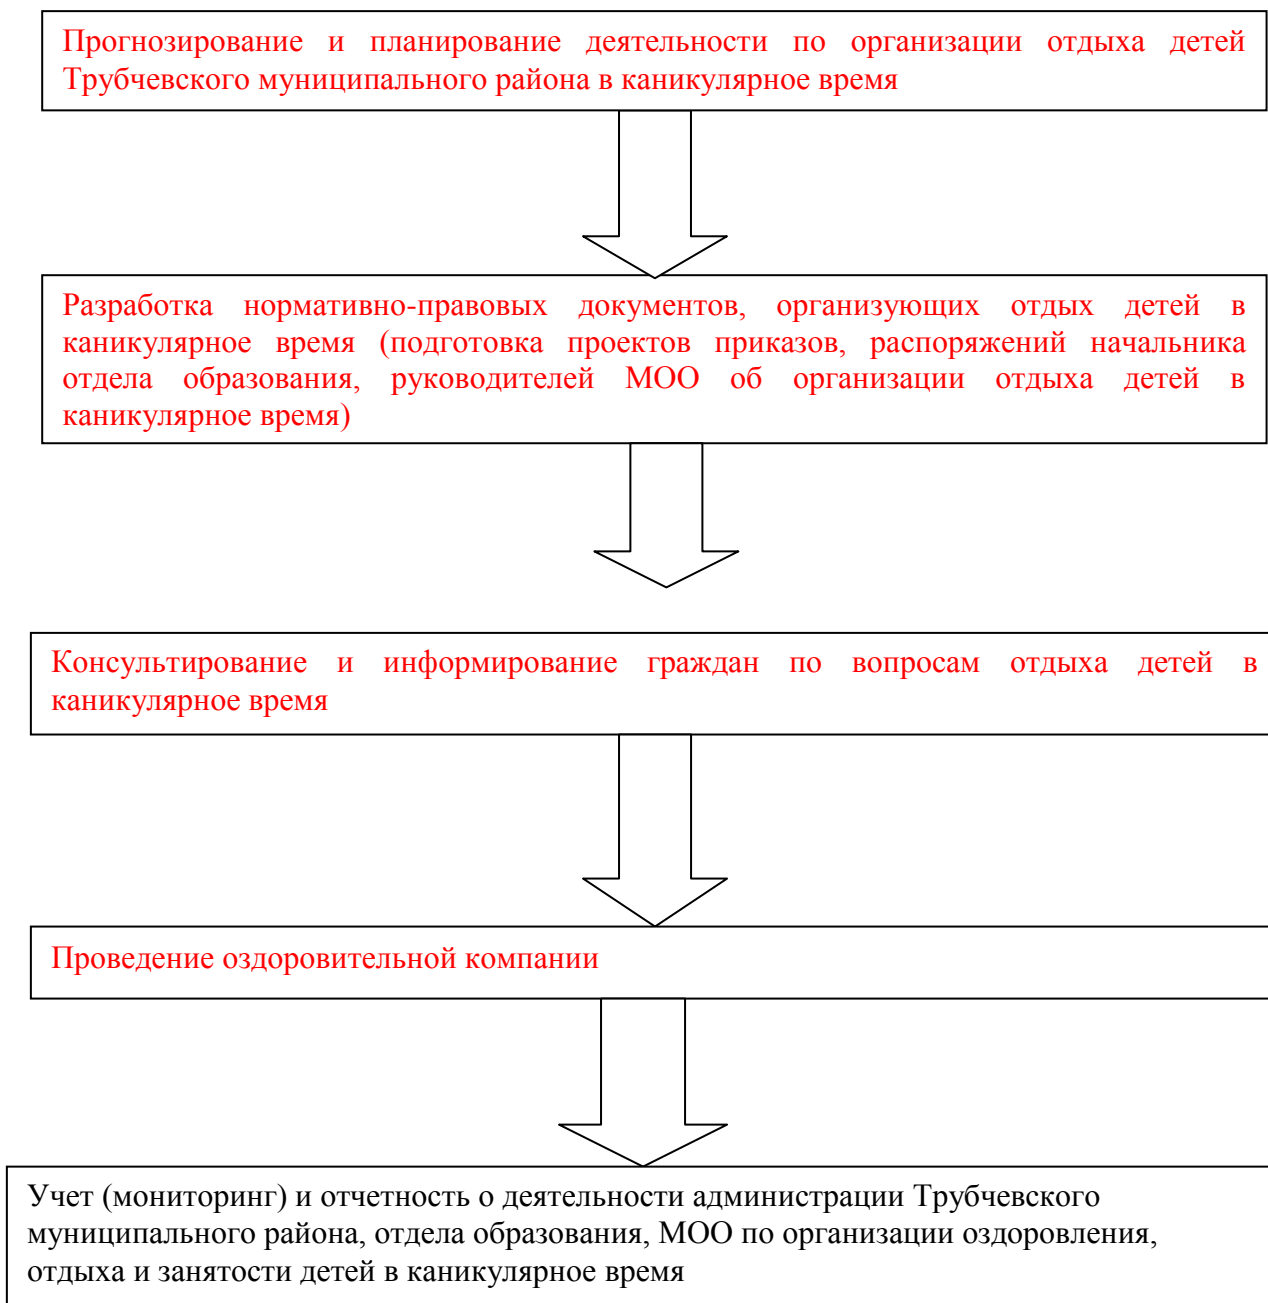 Прогнозирование и планирование деятельности по организации отдыха детей
Трубчевского муниципального района в каникулярное время
Разработка нормативно-правовых документов, организующих отдых детей в
каникулярное время (подготовка проектов приказов, распоряжений начальника
отдела образования, руководителей МОО об организации отдыха детей в
каникулярное время)
Консультирование и информирование граждан по вопросам отдыха детей в
каникулярное время
Проведение оздоровительной компании
Учет (мониторинг) и отчетность о деятельности администрации Трубчевского
муниципального района, отдела образования, МОО по организации оздоровления,
отдыха и занятости детей в каникулярное время